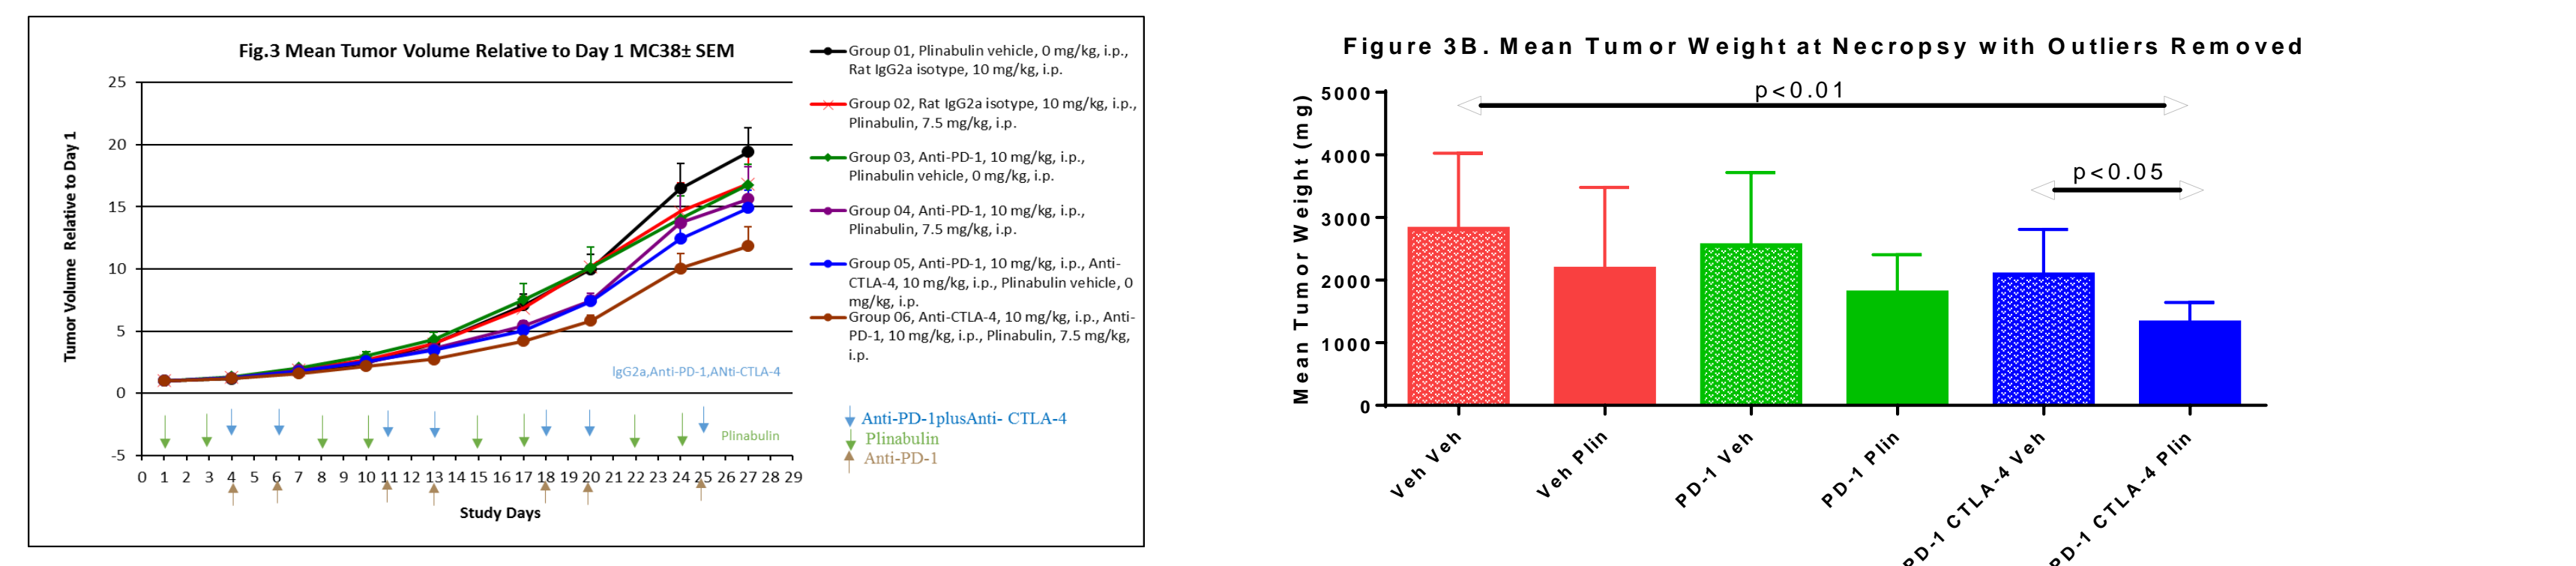 Fig.3 Mean Tumor Volume Relative to Day 1 MC38± SEM
Tumor Volume Relative to Day 1
25
20
15
10
5
0
-5
0 1 2 3 4 5 6 7 8 9 10 11 12 13 14 15 16 17 18 19 20 21 22 23 24 25 26 27 28 29
Study Days
IgG2a,Anti-PD-1,ANti-CTLA-4
Plinabulin
Group 01, Plinabulin vehicle, 0 mg/kg, i.p.,
Rat IgG2a isotype, 10 mg/kg, i.p.
Group 02, Rat IgG2a isotype, 10 mg/kg, i.p.,
Plinabulin, 7.5 mg/kg, i.p.
Group 03, Anti-PD-1, 10 mg/kg, i.p.,
Plinabulin vehicle, 0 mg/kg, i.p.
Group 04, Anti-PD-1, 10 mg/kg, i.p.,
Plinabulin, 7.5 mg/kg, i.p.
Group 05, Anti-PD-1, 10 mg/kg, i.p., Anti-
CTLA-4, 10 mg/kg, i.p., Plinabulin vehicle, 0
mg/kg, i.p.
Group 06, Anti-CTLA-4, 10 mg/kg, i.p., Anti-
PD-1, 10 mg/kg, i.p., Plinabulin, 7.5 mg/kg,
i.p.
Anti-PD-1plusAnti- CTLA-4
Plinabulin
Anti-PD-1
Figure 3B. Mean Tumor Weight at Necropsy with Outliers Removed
Mean Tumor Weight (mg)
5000
4000
3000
2000
1000
0
p<0.01
p<0.05
Veh Veh
Veh Plin
PD-1 Veh
PD-1 Plin
PD-1 CTLA-4 Veh
PD-1 CTLA-4 Plin